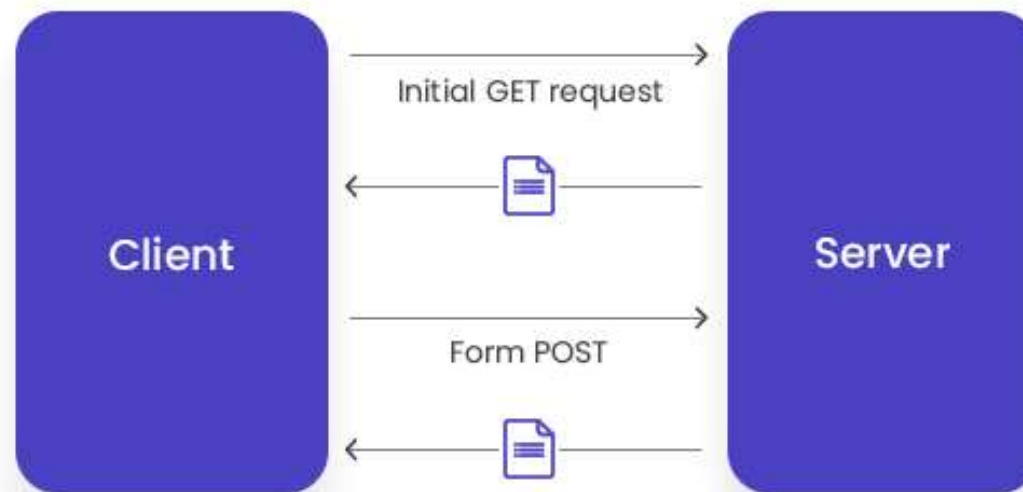 Client
Initial GET request
Form POST
Server